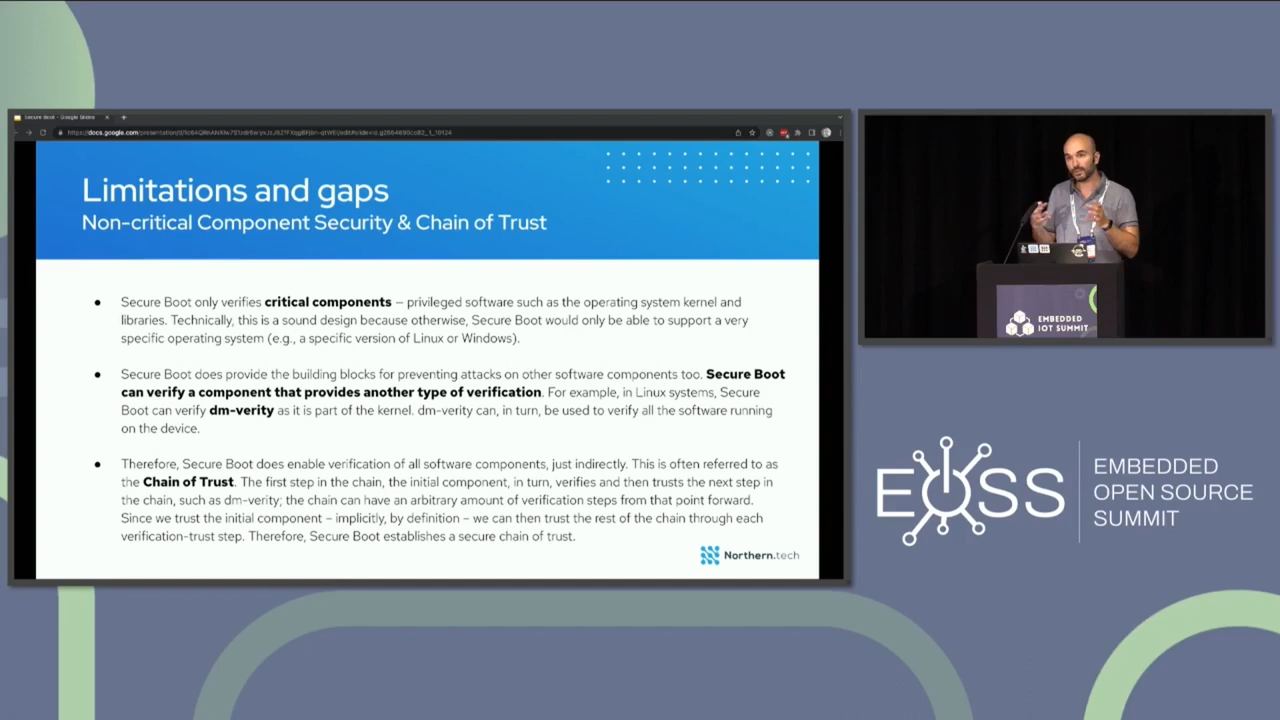 Secure Boot - Google Slides
Limitations and gaps
Non-critical Component Security & Chain of Trust
● Secure Boot only verifies critical components – privileged software such as the operating system kernel and
libraries. Technically, this is a sound design because otherwise, Secure Boot would only be able to support a very
specific operating system (e.g., a specific version of Linux or Windows).
● Secure Boot does provide the building blocks for preventing attacks on other software components too. Secure Boot
can verify a component that provides another type of verification. For example, in Linux systems, Secure
Boot can verify dm-verity as it is part of the kernel. dm-verity can, in turn, be used to verify all the software running
on the device.
● Therefore, Secure Boot does enable verification of all software components, just indirectly. This is often referred to as
the Chain of Trust. The first step in the chain, the initial component, in turn, verifies and then trusts the next step in
the chain, such as dm-verity; the chain can have an arbitrary amount of verification steps from that point forward.
Since we trust the initial component – implicitly, by definition – we can then trust the rest of the chain through each
verification-trust step. Therefore, Secure Boot establishes a secure chain of trust.
Northern.tech
EMBEDDED
IOT SUMMIT
EOSS
EMBEDDED
OPEN SOURCE
SUMMIT